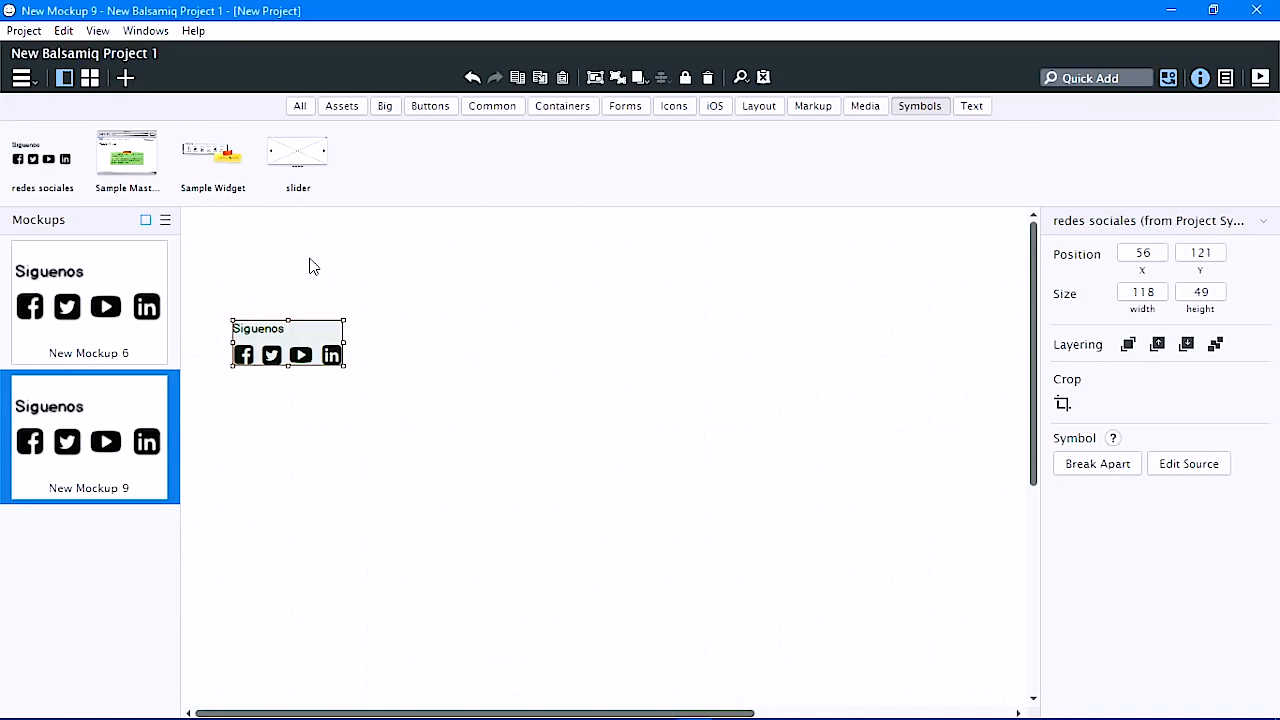 New Mockup 9 - New Balsamiq Project 1 - [New Project]
Project Edit View Windows Help
New Balsamiq Project 1
Quick Add
All Assets Big Buttons Common Containers Forms Icons iOS Layout Markup Media Symbols Text
Siguenos
redes sociales Sample Mast... Sample Widget slider
Mockups
redes sociales (from Project Sy...
Siguenos
New Mockup 6
Siguenos
New Mockup 9
Siguenos
Position 56 121
X Y
Size 118 49
width height
Layering
Crop
Symbol ?
Break Apart Edit Source